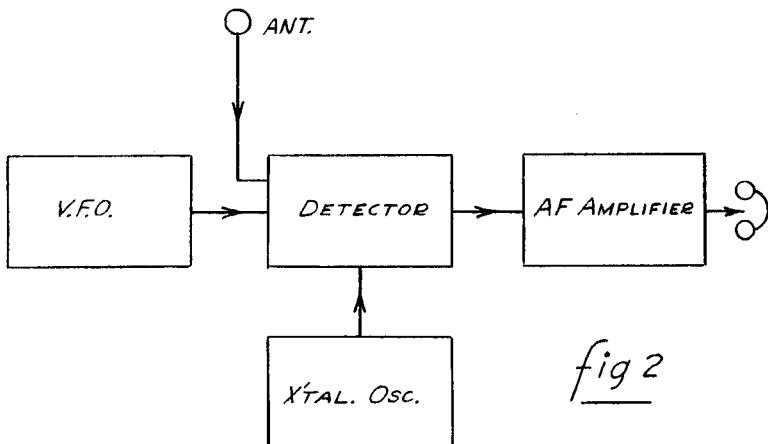 ANT.
V.F.O.
DETECTOR
AF AMPLIFIER
X'TAL. OSC.
fig 2